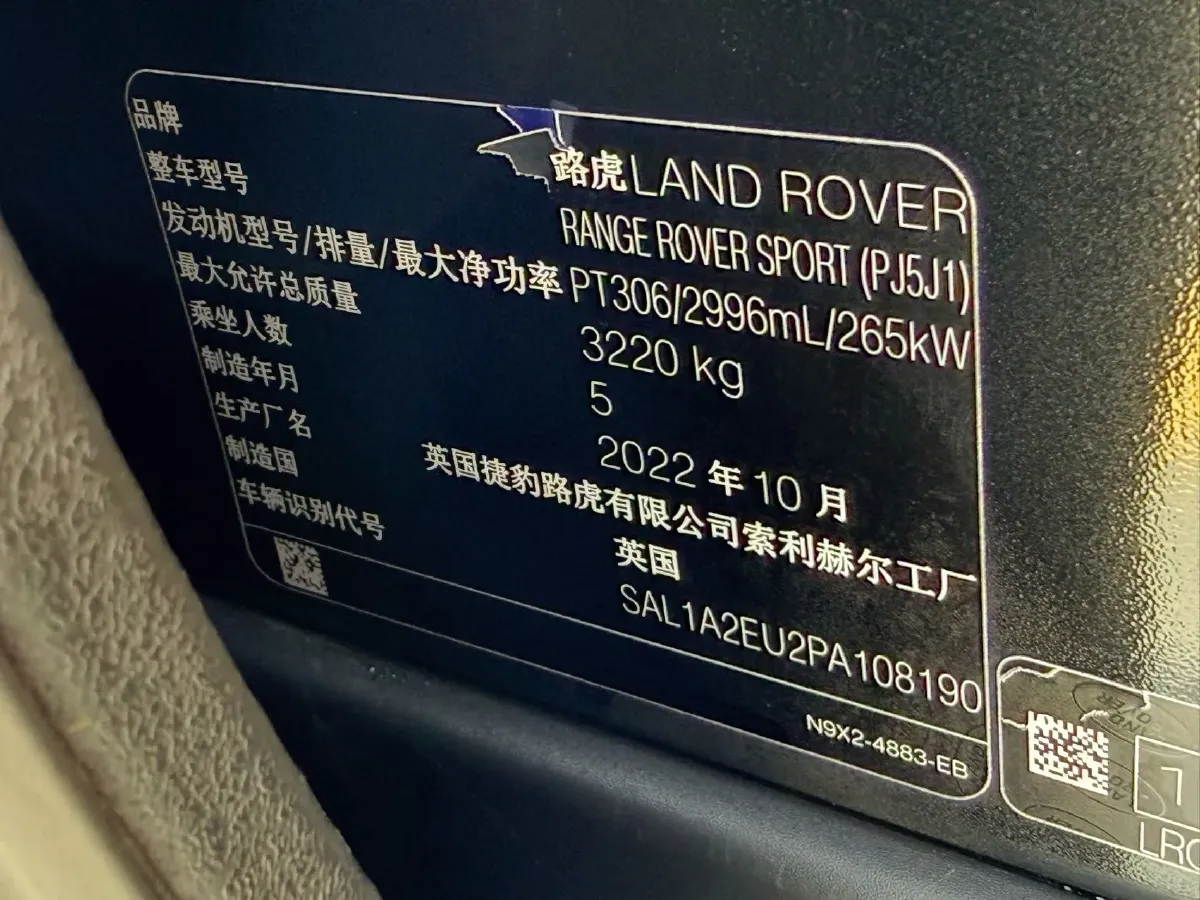 品牌 路虎LAND ROVER
整车型号 RANGE ROVER SPORT (PJ5J1)
发动机型号/排量/最大净功率 PT306/2996mL/265kW
最大允许总质量 3220 kg
乘坐人数 5
制造年月 2022 年 10 月
生产厂名 英国捷豹路虎有限公司索利赫尔工厂
制造国 英国
车辆识别代号 SAL1A2EU2PA108190
N9X2-4883-EB
1
LRC